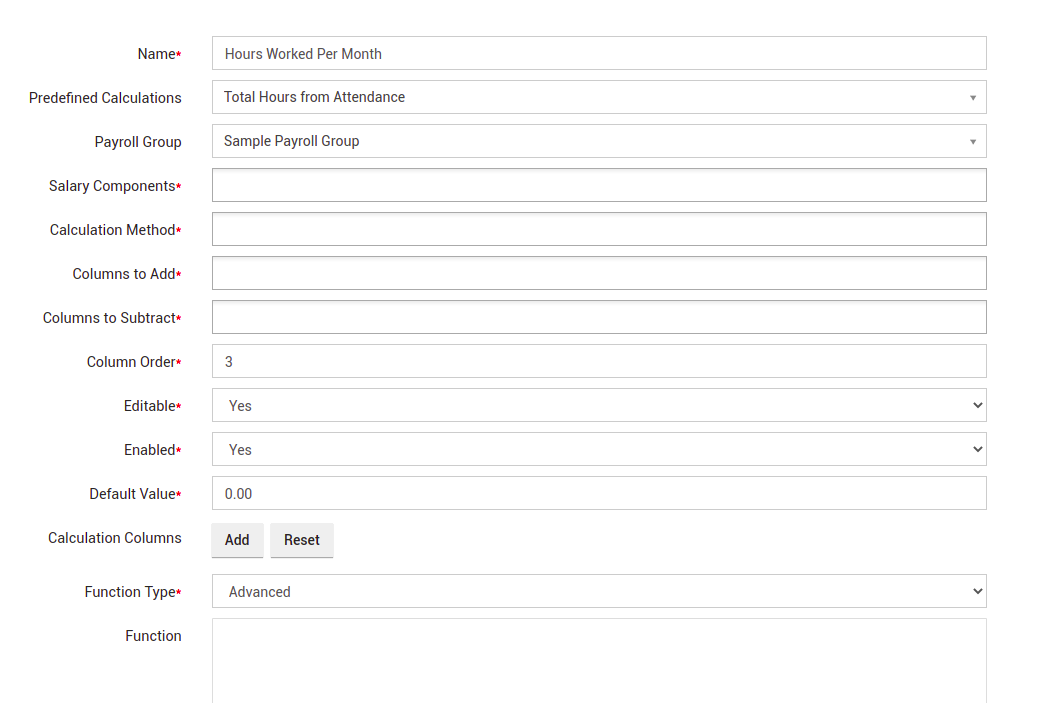 Name* Hours Worked Per Month
Predefined Calculations Total Hours from Attendance
Payroll Group Sample Payroll Group
Salary Components*
Calculation Method*
Columns to Add*
Columns to Subtract*
Column Order* 3
Editable* Yes
Enabled* Yes
Default Value* 0.00
Calculation Columns Add Reset
Function Type* Advanced
Function